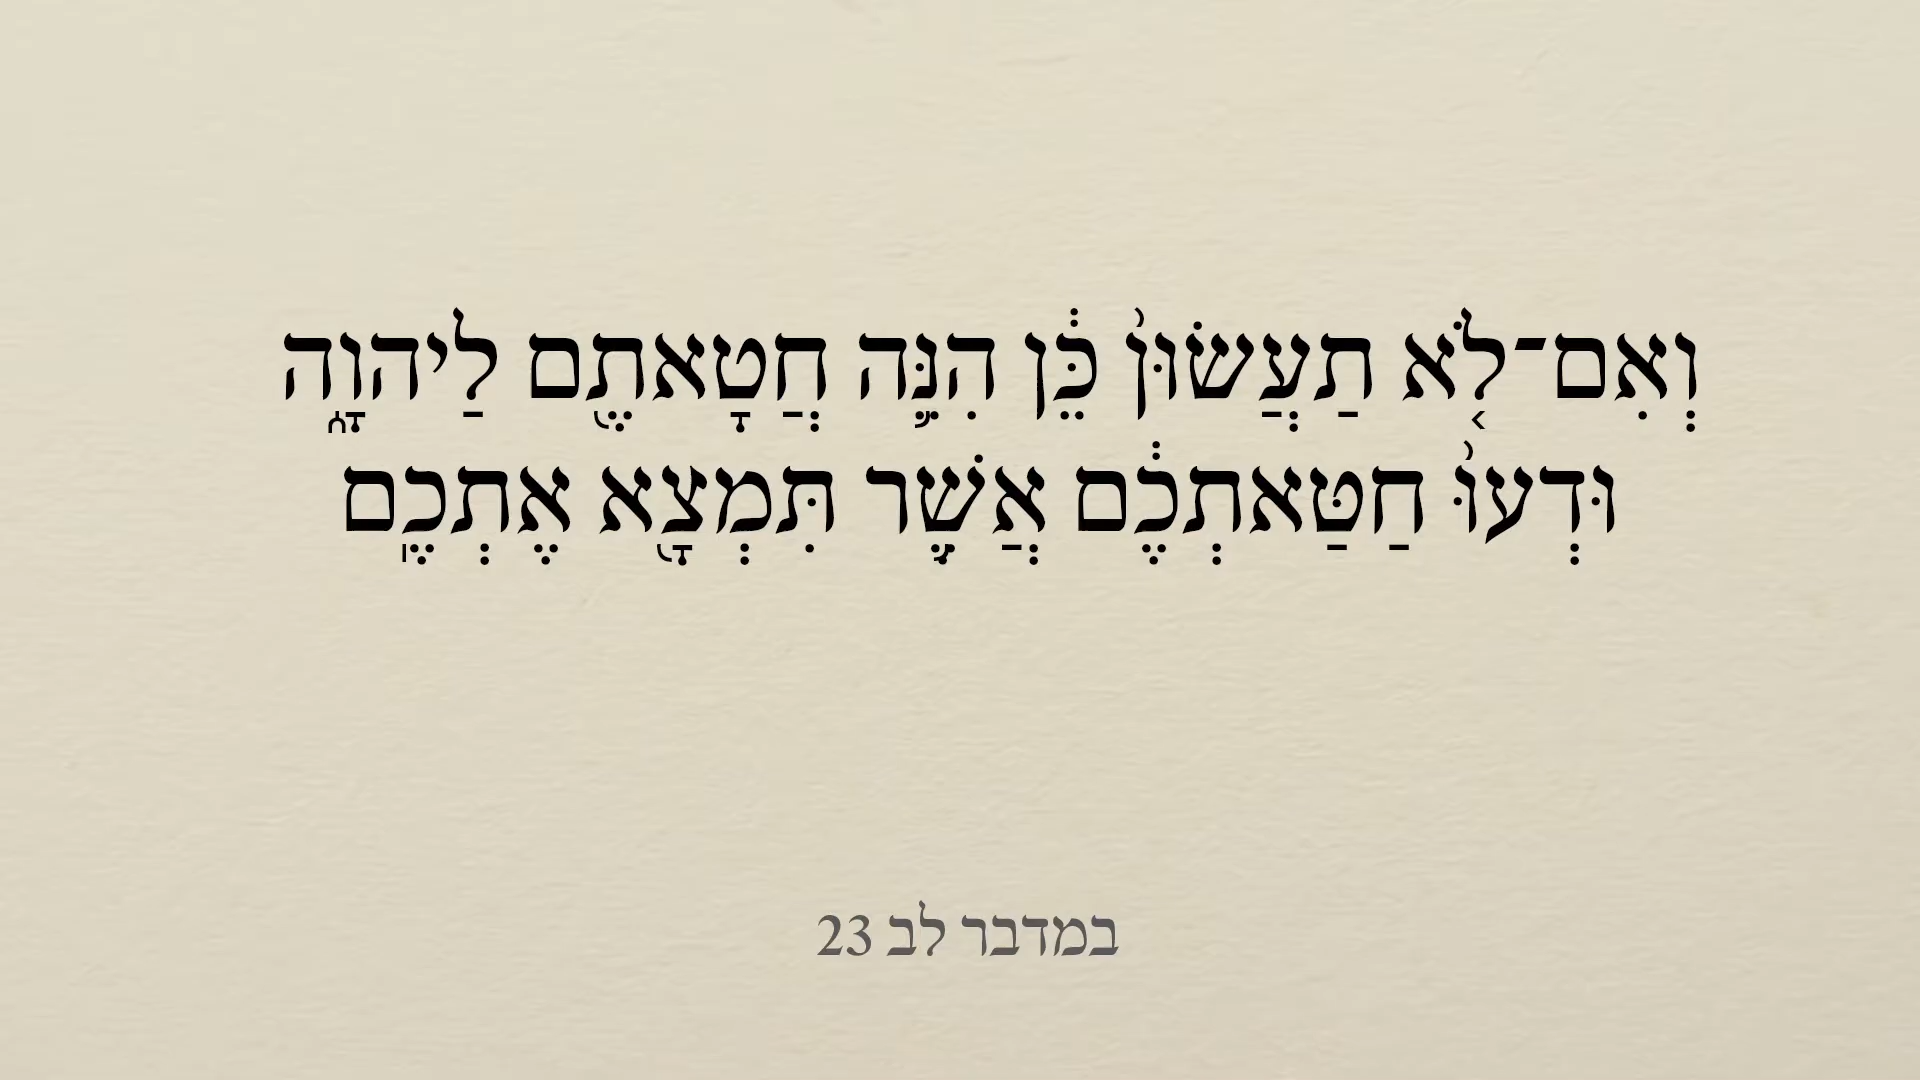 וְאִם־לֹ֤א תַעֲשׂוּן֙ כֵּ֔ן הִנֵּ֥ה חֲטָאתֶ֖ם לַיהוָ֑ה
וּדְעוּ֙ חַטַּאתְכֶ֔ם אֲשֶׁ֥ר תִּמְצָ֖א אֶתְכֶֽם
במדבר לב 23